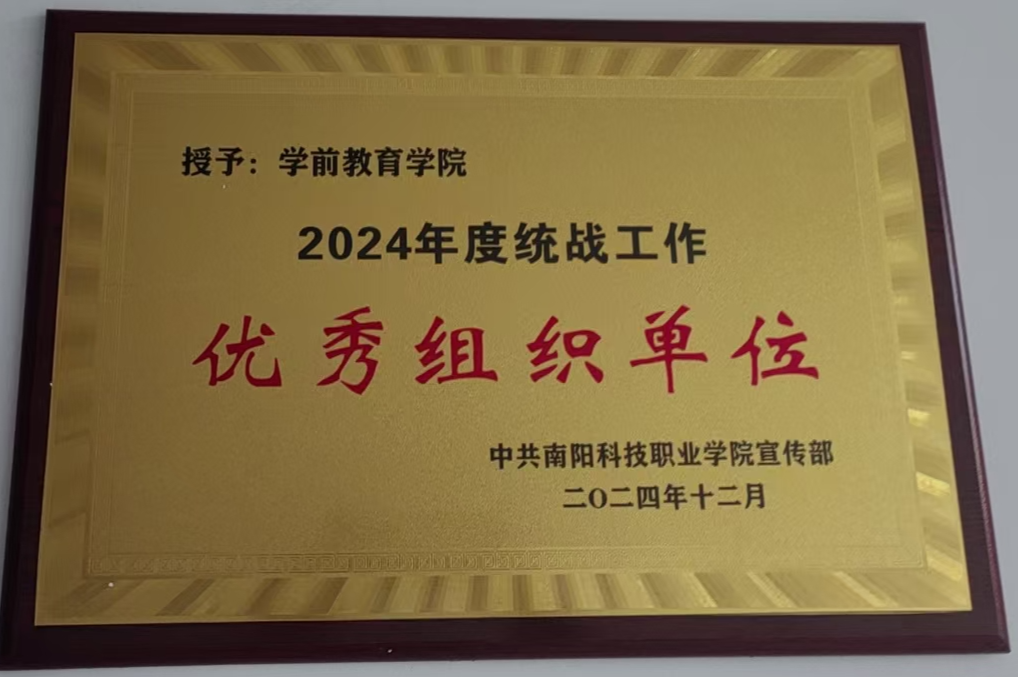 授予：学前教育学院
2024年度统战工作
优秀组织单位
中共南阳科技职业学院宣传部
二〇二四年十二月